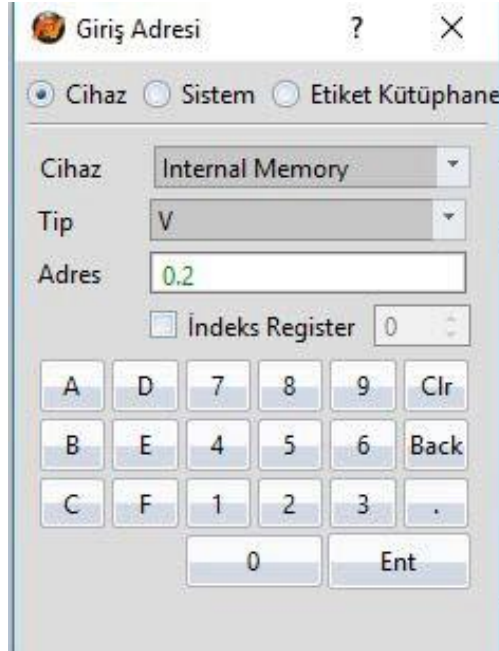 Giriş Adresi ? ×
Cihaz Sistem Etiket Kütüphane
Cihaz Internal Memory
Tip V
Adres 0.2
İndeks Register 0
A D 7 8 9 Clr
B E 4 5 6 Back
C F 1 2 3 .
0 Ent